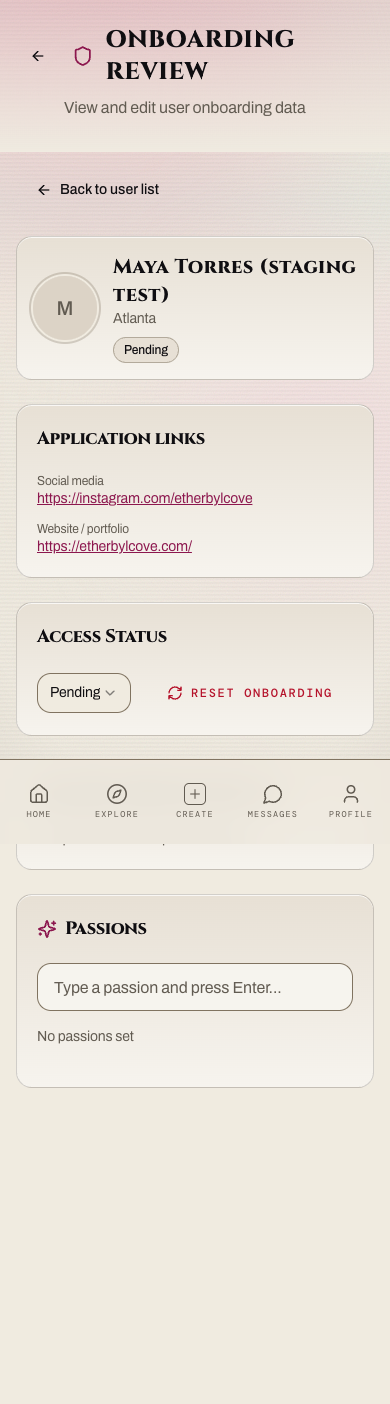 ONBOARDING
REVIEW
View and edit user onboarding data
Back to user list
Maya Torres (staging
test)
M
Atlanta
Pending
Application links
Social media
https://instagram.com/etherbylcove
Website / portfolio
https://etherbylcove.com/
Access Status
Pending
RESET ONBOARDING
HOME
EXPLORE
CREATE
MESSAGES
PROFILE
Passions
Type a passion and press Enter...
No passions set